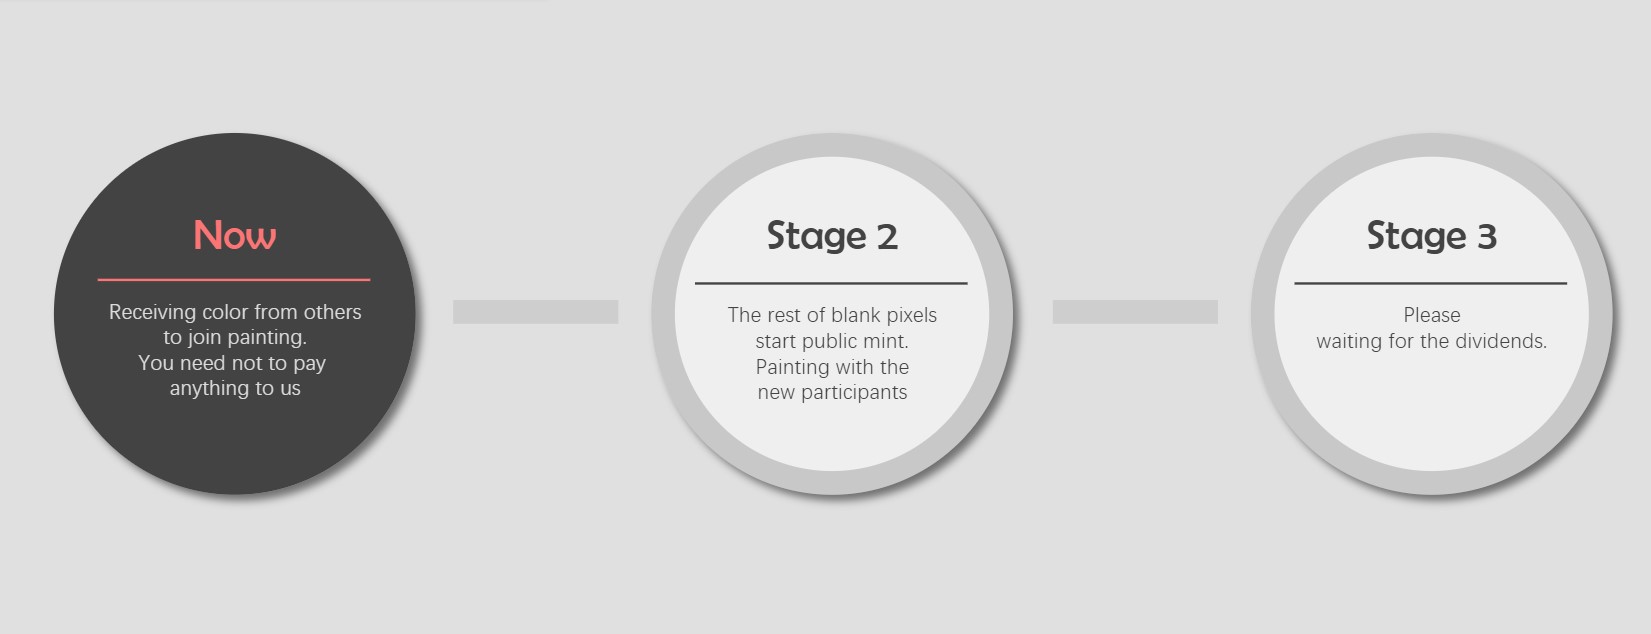 Now
Receiving color from others
to join painting.
You need not to pay
anything to us
Stage 2
The rest of blank pixels
start public mint.
Painting with the
new participants
Stage 3
Please
waiting for the dividends.